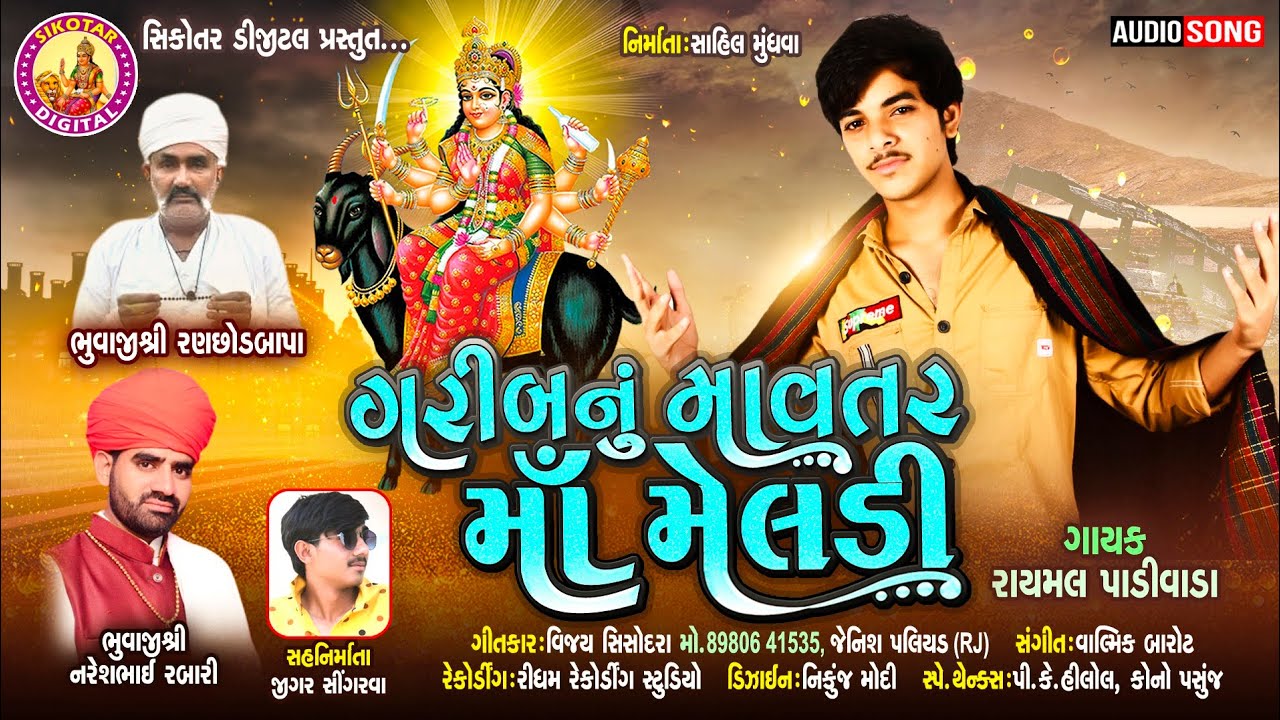 SIKOTAR DIGITAL
સિકોતર ડીજીટલ પ્રસ્તુત...
નિર્માતા:સાહિલ મુંધવા
AUDIO SONG
ભુવાજીશ્રી રણછોડબાપા
ગરીબનું માવતર
માઁ મેલડી
ગાયક
રાયમલ પાડીવાડા
ભુવાજીશ્રી
નરેશભાઈ રબારી
સહનિર્માતા
જીગર સીંગરવા
ગીતકાર:વિજય સિસોદરા મો.89806 41535, જેનિશ પલિયડ (RJ) સંગીત:વાલ્મિક બારોટ
રેકોર્ડીંગ:રીધમ રેકોર્ડીંગ સ્ટુડિયો ડિઝાઈન:નિકુંજ મોદી સ્પે.થેન્ક્સ:પી.કે.હીલોલ, કોનો પસુંજ